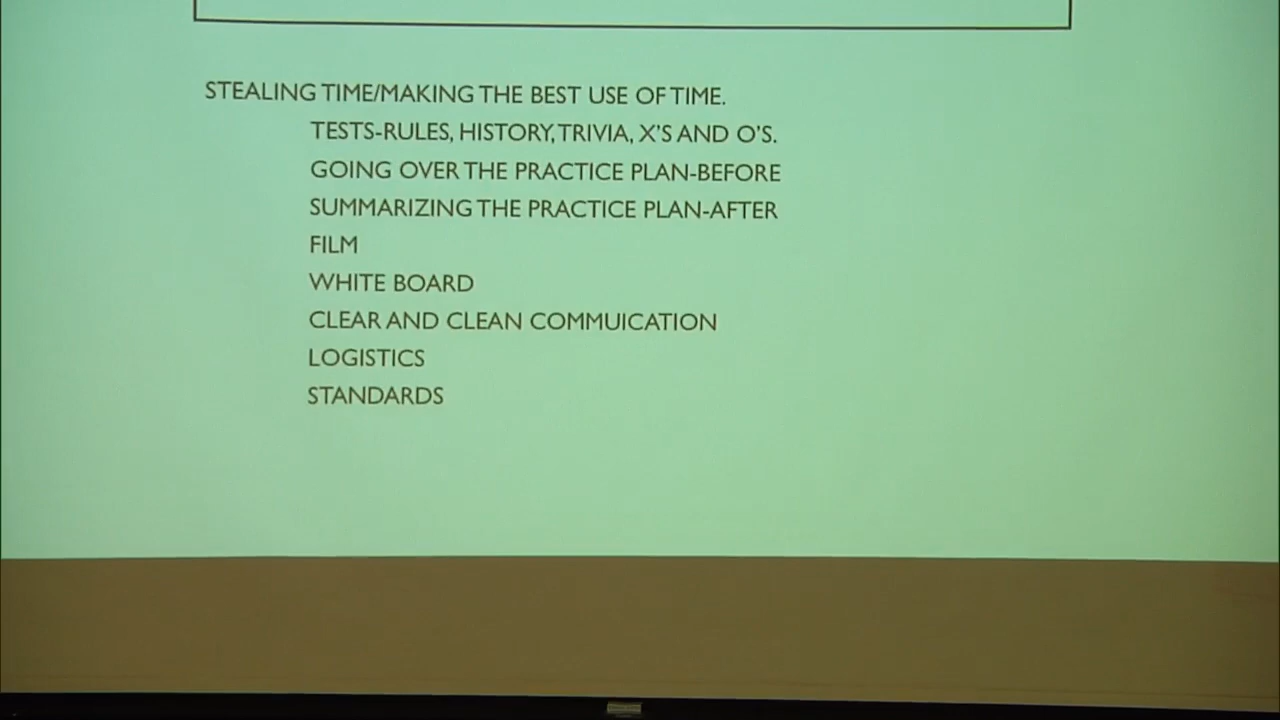 STEALING TIME/MAKING THE BEST USE OF TIME.
TESTS-RULES, HISTORY, TRIVIA, X'S AND O'S.
GOING OVER THE PRACTICE PLAN-BEFORE
SUMMARIZING THE PRACTICE PLAN-AFTER
FILM
WHITE BOARD
CLEAR AND CLEAN COMMUICATION
LOGISTICS
STANDARDS